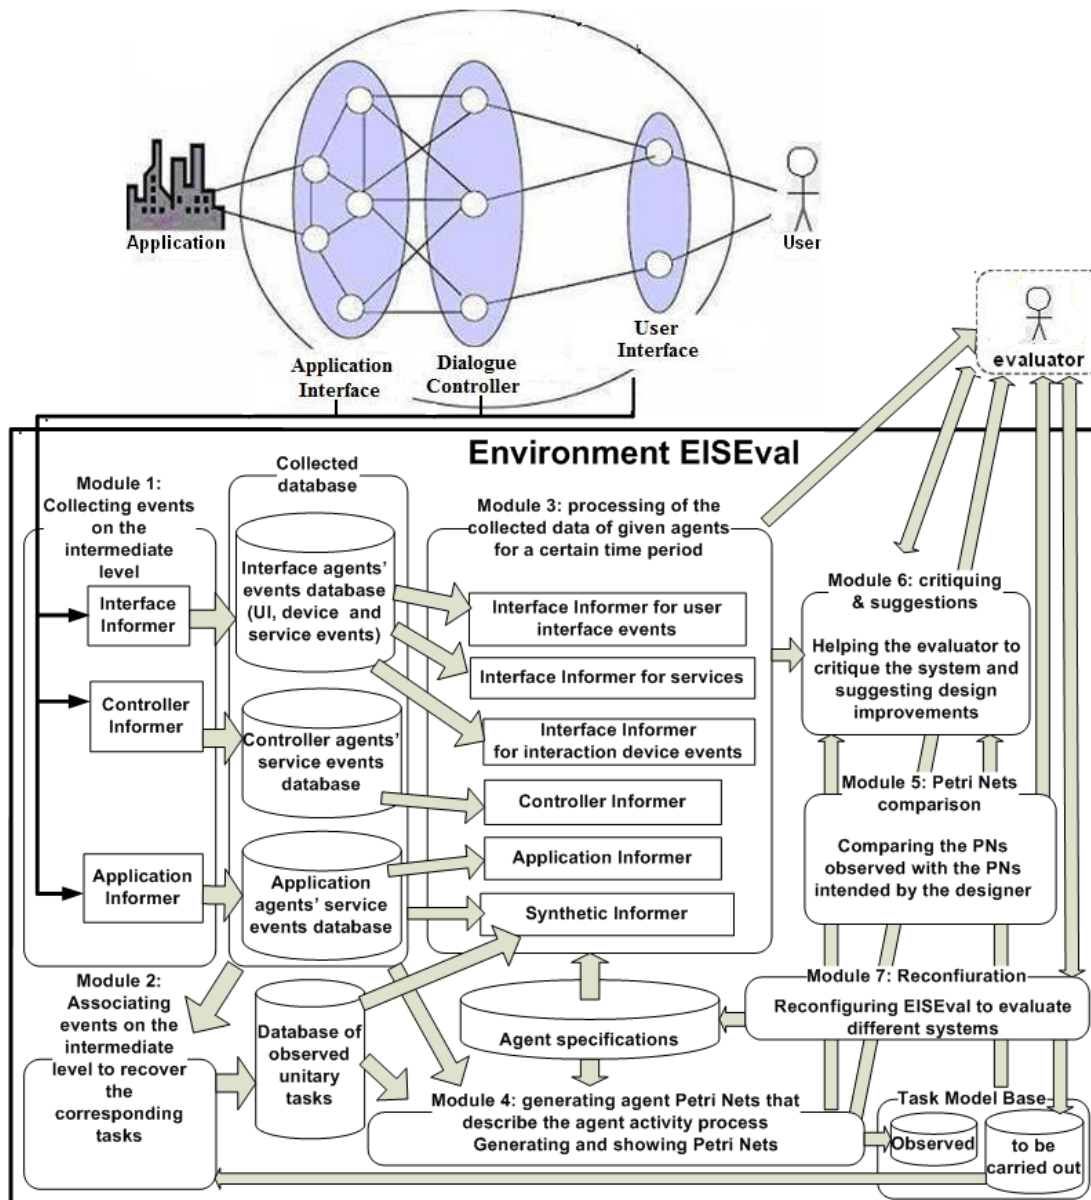 Application
User
Application
Interface
Dialogue
Controller
User
Interface
evaluator
Environment EISEval
Module 1:
Collecting events
on the
intermediate
level
Interface
Informer
Controller
Informer
Application
Informer
Collected
database
Interface agents'
events database
(UI, device and
service events)
Controller agents'
service events
database
Application
agents' service
events database
Module 3: processing of the
collected data of given agents
for a certain time period
Interface Informer for user
interface events
Interface Informer for services
Interface Informer
for interaction device events
Controller Informer
Application Informer
Synthetic Informer
Module 6: critiquing
& suggestions
Helping the evaluator to
critique the system and
suggesting design
improvements
Module 5: Petri Nets
comparison
Comparing the PNs
observed with the PNs
intended by the designer
Module 2:
Associating
events on the
intermediate
level to recover
the
corresponding
tasks
Database of
observed
unitary
tasks
Agent specifications
Module 7: Reconfiuration
Reconfiguring EISEval to evaluate
different systems
Module 4: generating agent Petri Nets that
describe the agent activity process
Generating and showing Petri Nets
Task Model Base
Observed
to be
carried out